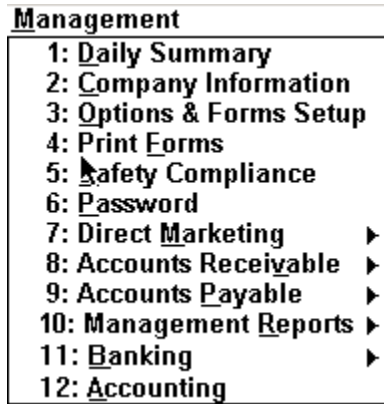 Management
1: Daily Summary
2: Company Information
3: Options & Forms Setup
4: Print Forms
5: Safety Compliance
6: Password
7: Direct Marketing
8: Accounts Receivable
9: Accounts Payable
10: Management Reports
11: Banking
12: Accounting